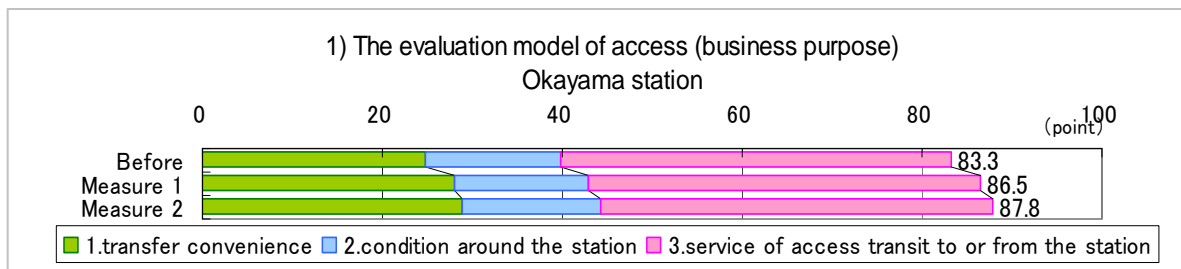 1) The evaluation model of access (business purpose)
Okayama station
0 20 40 60 80 100
(point)
Before 83.3
Measure 1 86.5
Measure 2 87.8
1.transfer convenience 2.condition around the station 3.service of access transit to or from the station